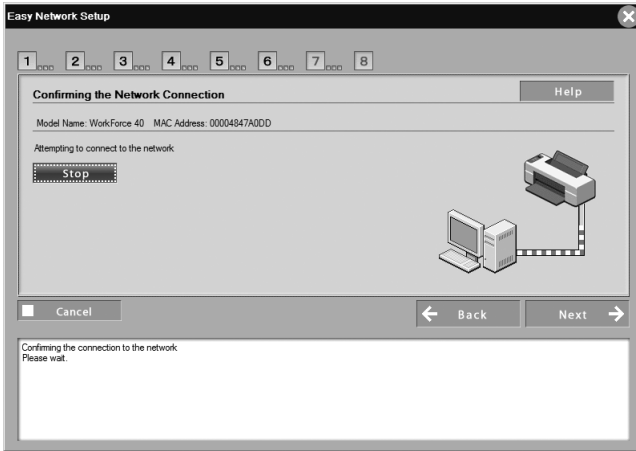 Easy Network Setup
1 2 3 4 5 6 7 8
Confirming the Network Connection
Help
Model Name: WorkForce 40 MAC Address: 00004847A0DD
Attempting to connect to the network
Stop
Cancel
Back
Next
Confirming the connection to the network
Please wait.